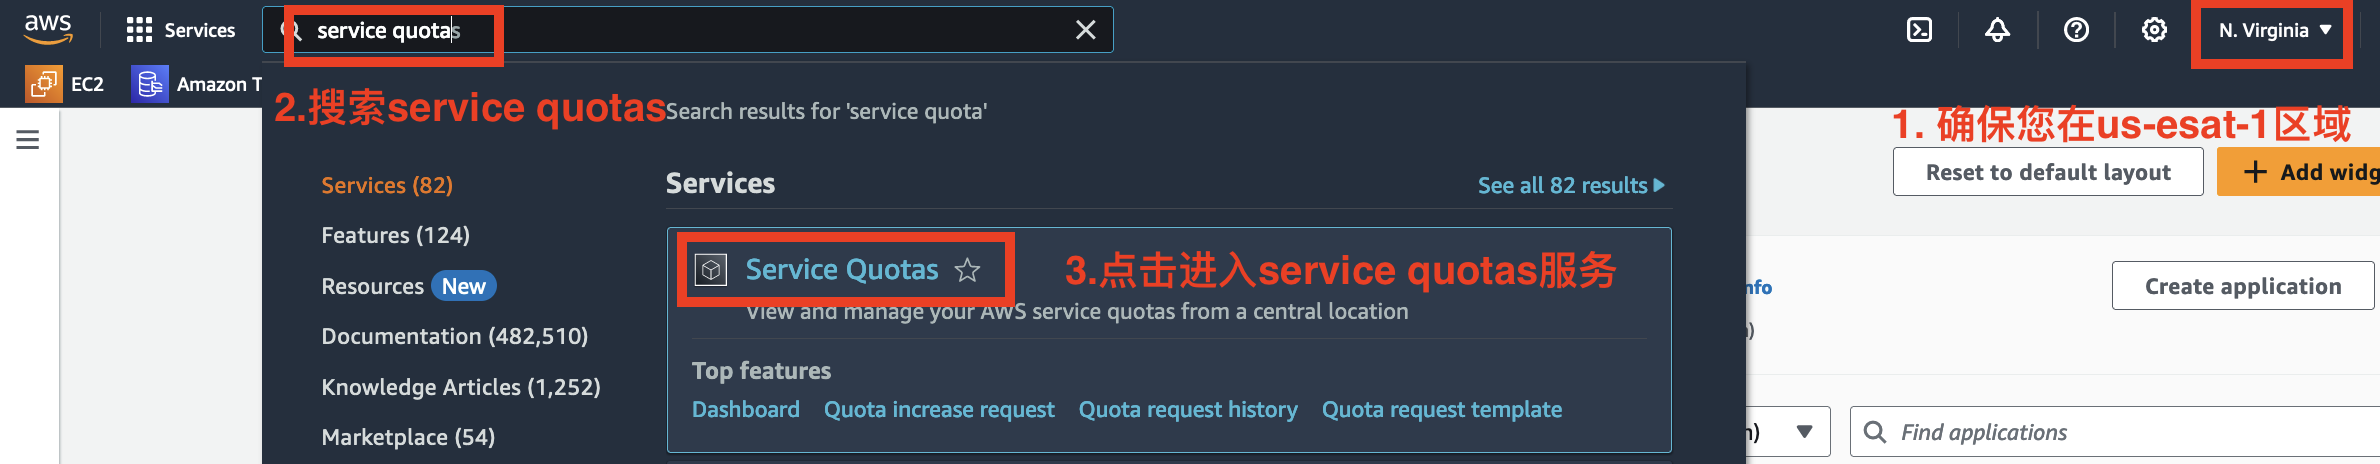 aws
Services
service quotas
N. Virginia
EC2
Amazon T
2.搜索service quotas
Search results for 'service quota'
1. 确保您在us-esat-1区域
Reset to default layout
Add widg
Services (82)
Services
See all 82 results
Features (124)
Service Quotas
3.点击进入service quotas服务
Resources New
nfo
Create application
View and manage your AWS service quotas from a central location
Documentation (482,510)
Top features
Knowledge Articles (1,252)
Dashboard
Quota increase request
Quota request history
Quota request template
Marketplace (54)
n)
Find applications